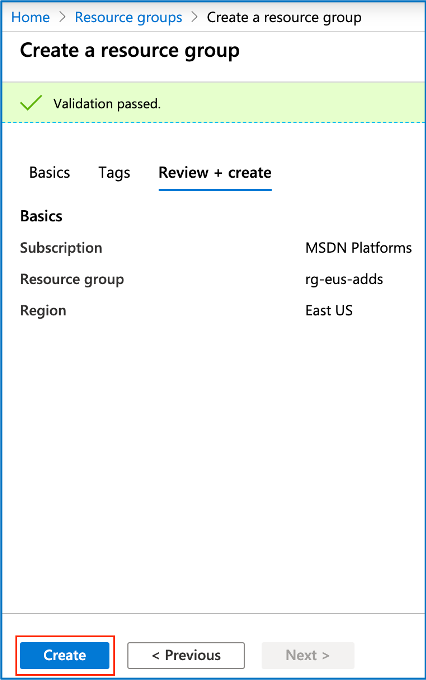 Home > Resource groups > Create a resource group
Create a resource group
Validation passed.
Basics Tags Review + create
Basics
Subscription MSDN Platforms
Resource group rg-eus-adds
Region East US
Create < Previous Next >